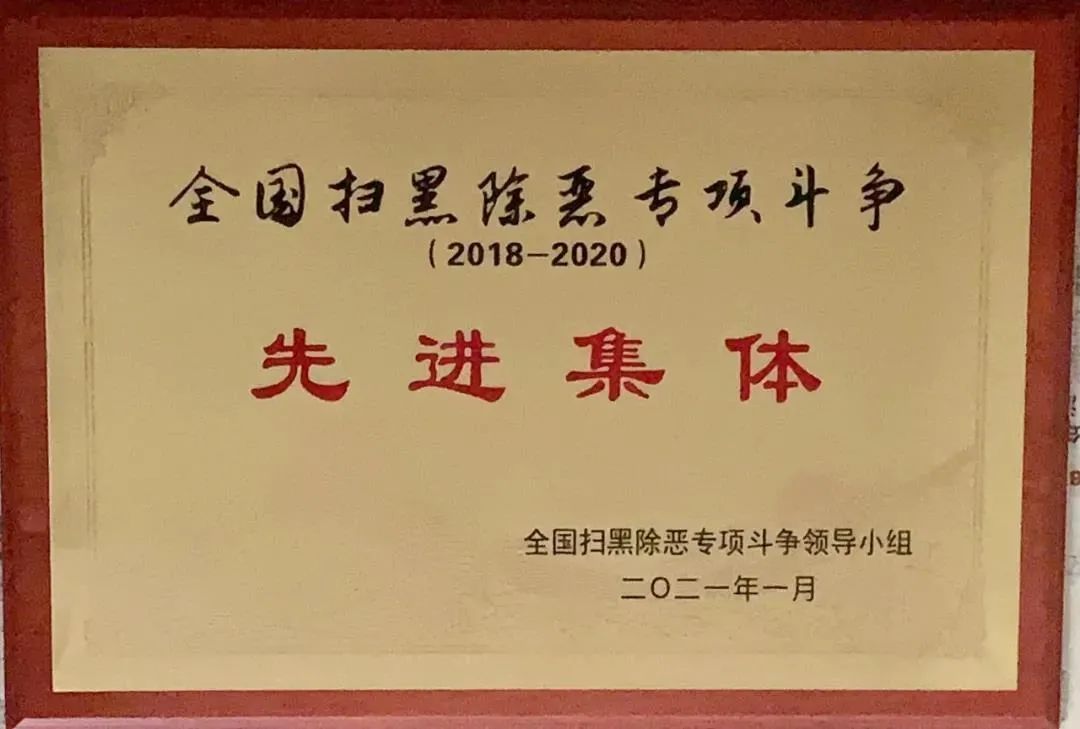 全国扫黑除恶专项斗争
（2018—2020）
先进集体
全国扫黑除恶专项斗争领导小组
二〇二一年一月